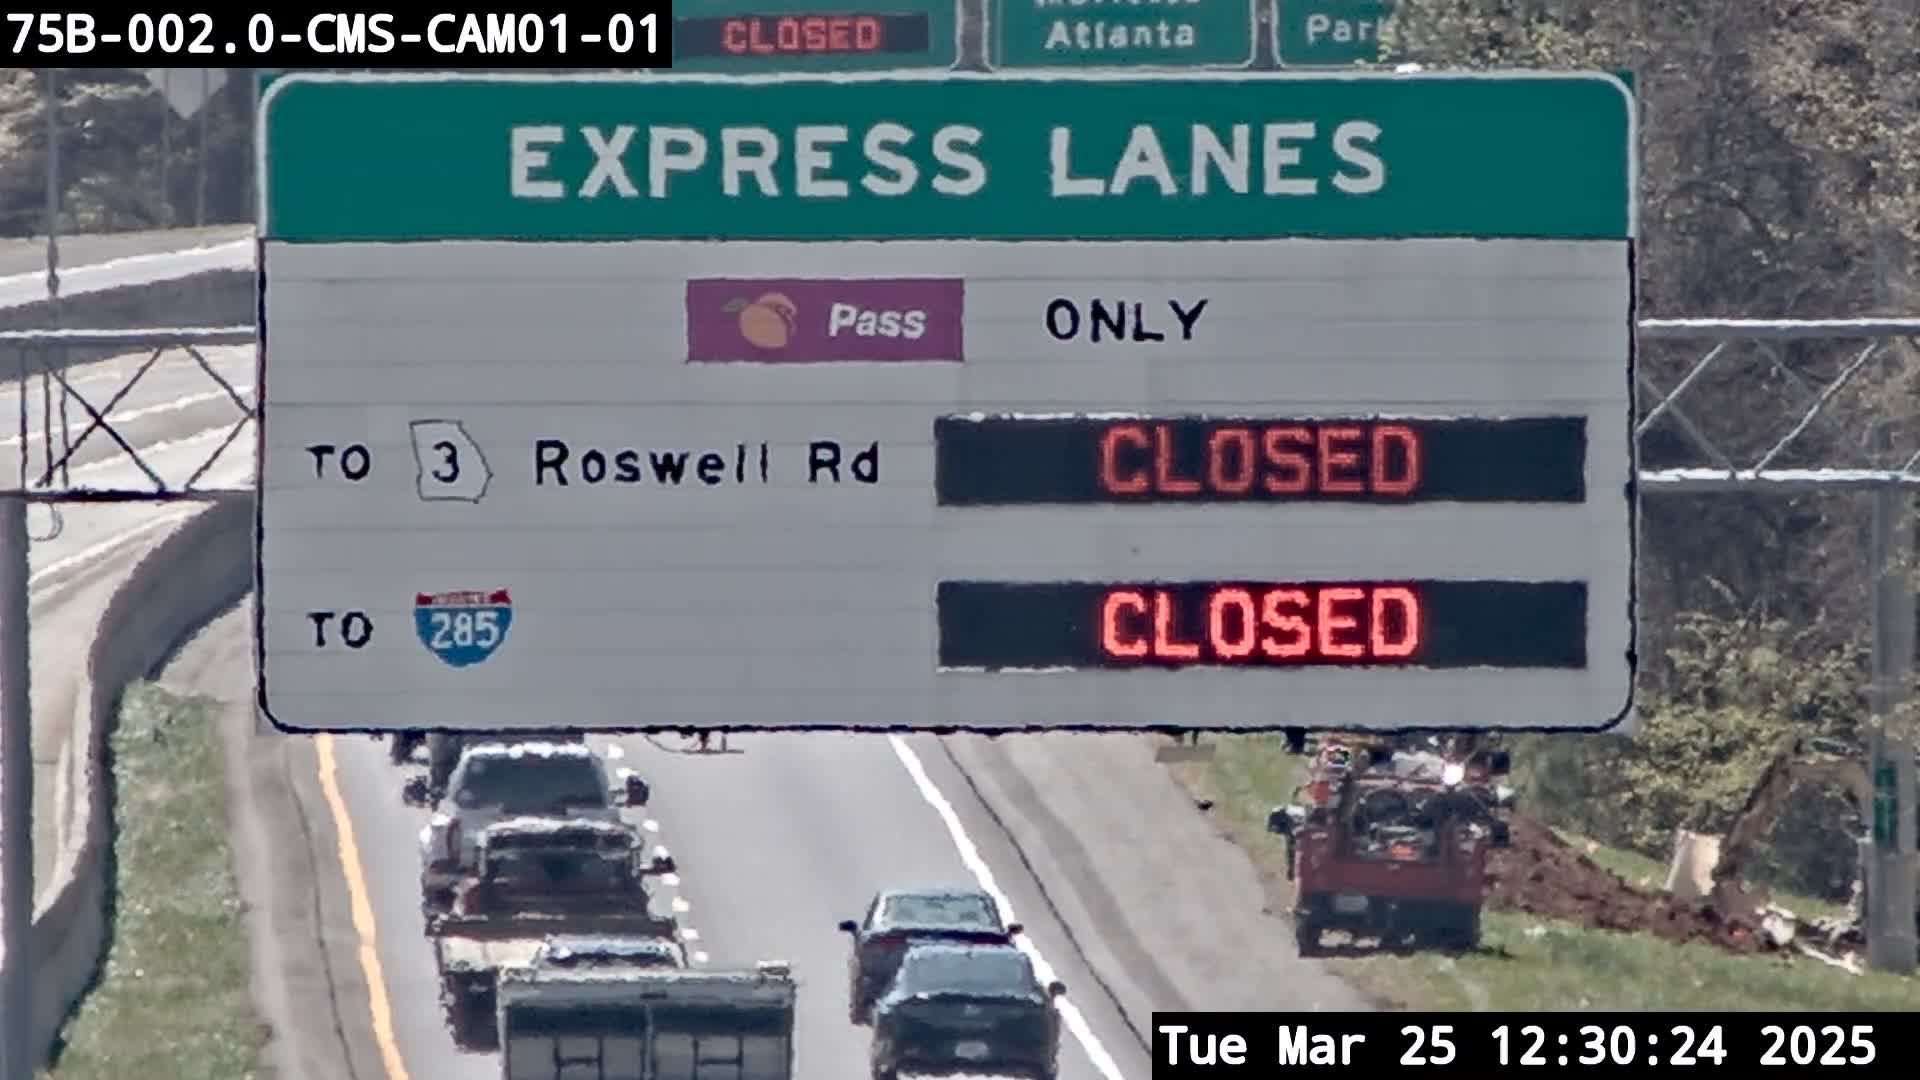 75B-002.0-CMS-CAM01-01
CLOSED
Atlanta
Park
EXPRESS LANES
Pass ONLY
TO 3 Roswell Rd CLOSED
TO 285 CLOSED
Tue Mar 25 12:30:24 2025